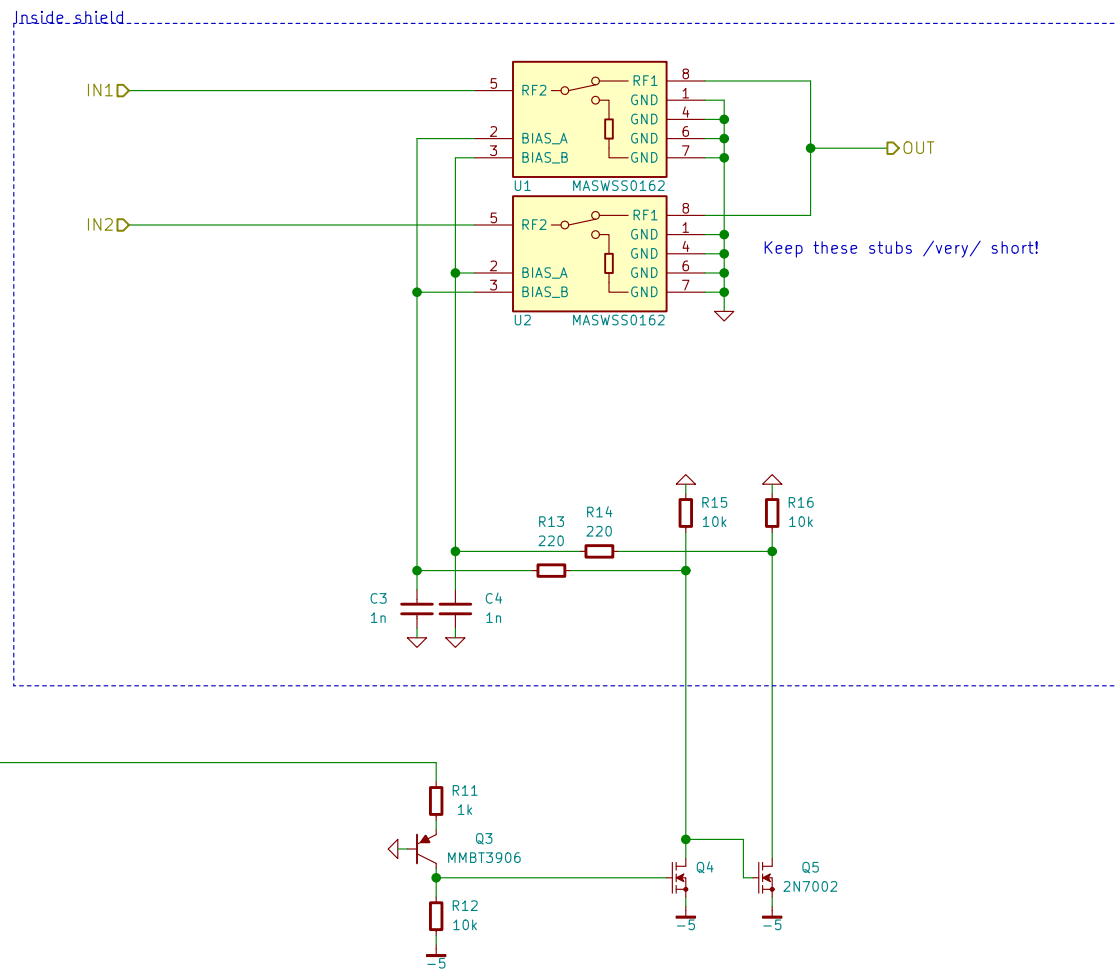 Inside shield
IN1
5
RF2
RF1
8
GND
1
GND
4
2
BIAS_A
GND
6
3
BIAS_B
GND
7
U1
MASWSS0162
OUT
IN2
5
RF2
RF1
8
GND
1
GND
4
2
BIAS_A
GND
6
3
BIAS_B
GND
7
U2
MASWSS0162
Keep these stubs /very/ short!
R15
10k
R16
10k
R14
220
R13
220
C3
1n
C4
1n
R11
1k
Q3
MMBT3906
Q4
Q5
2N7002
R12
10k
-5
-5
-5